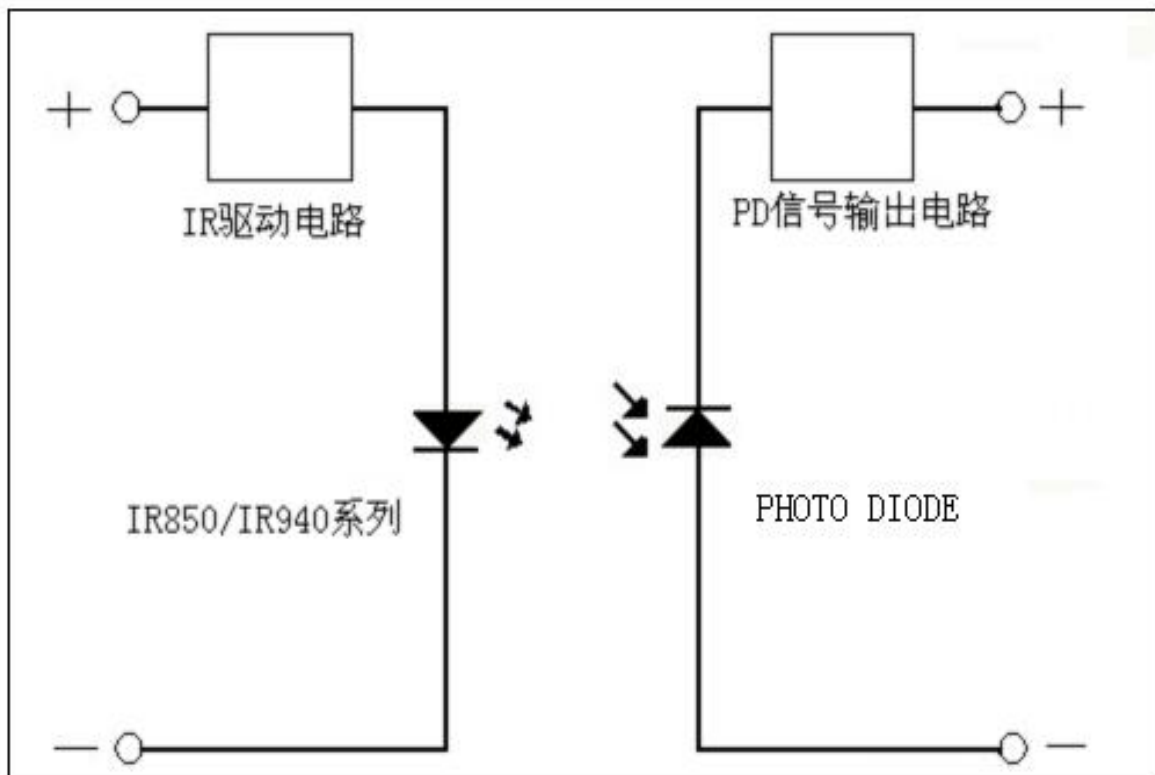 +
+
IR驱动电路
PD信号输出电路
IR850/IR940系列
PHOTO DIODE
—
—